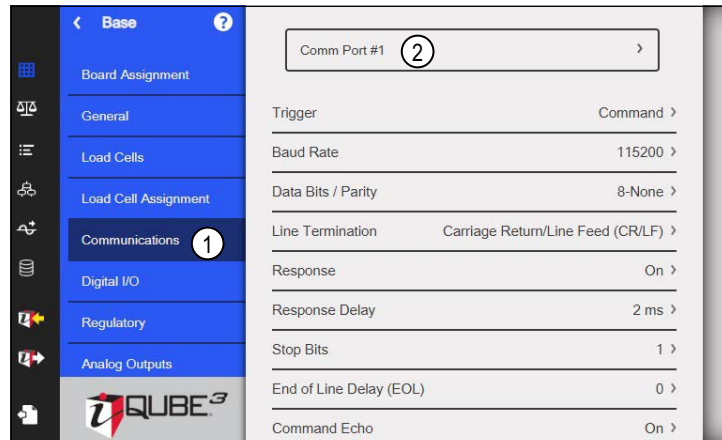 Base ?
Board Assignment
General
Load Cells
Load Cell Assignment
Communications 1
Digital I/O
Regulatory
Analog Outputs
iQUBE³
Comm Port #1 2
Trigger Command
Baud Rate 115200
Data Bits / Parity 8-None
Line Termination Carriage Return/Line Feed (CR/LF)
Response On
Response Delay 2 ms
Stop Bits 1
End of Line Delay (EOL) 0
Command Echo On